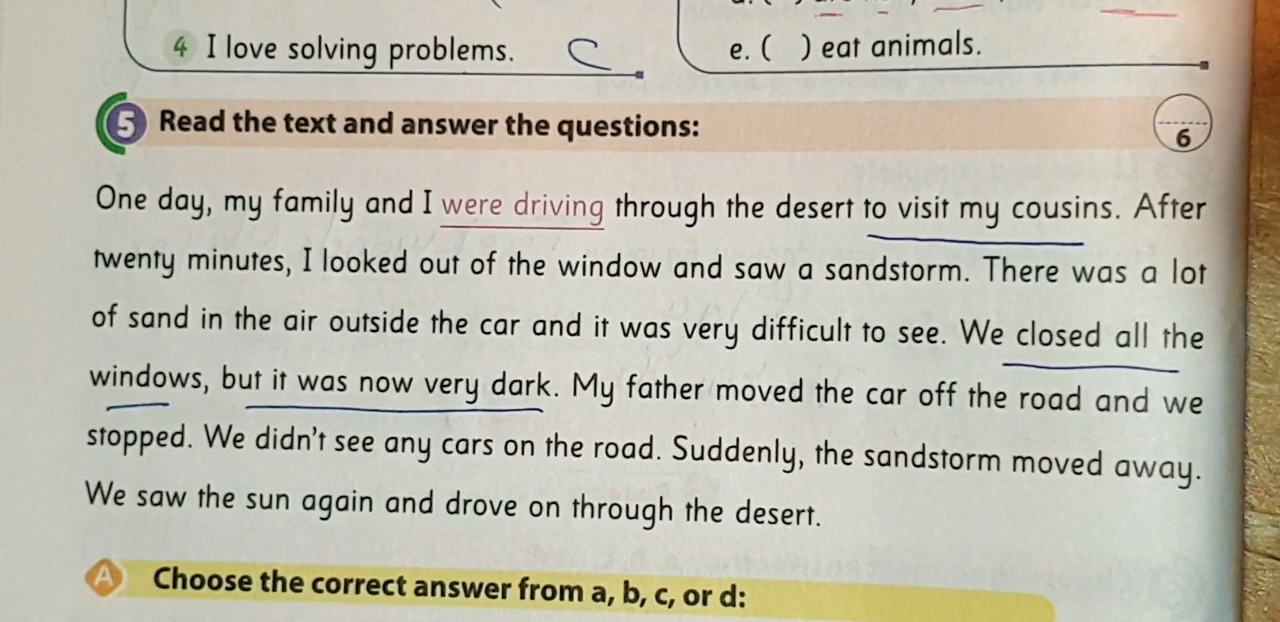 4 I love solving problems. C
e. ( ) eat animals.
5 Read the text and answer the questions:
6
One day, my family and I were driving through the desert to visit my cousins. After
twenty minutes, I looked out of the window and saw a sandstorm. There was a lot
of sand in the air outside the car and it was very difficult to see. We closed all the
windows, but it was now very dark. My father moved the car off the road and we
stopped. We didn't see any cars on the road. Suddenly, the sandstorm moved away.
We saw the sun again and drove on through the desert.
A Choose the correct answer from a, b, c, or d: